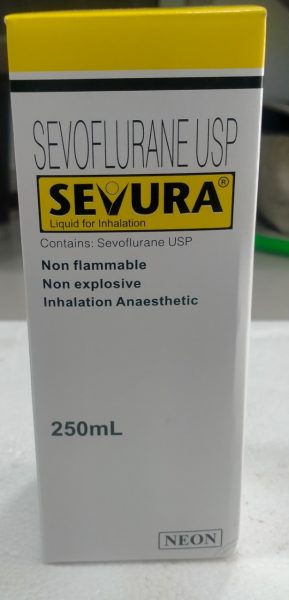 SEVOFLURANE USP
SEVURA®
Liquid for Inhalation
Contains: Sevoflurane USP
Non flammable
Non explosive
Inhalation Anaesthetic
250mL
NEON